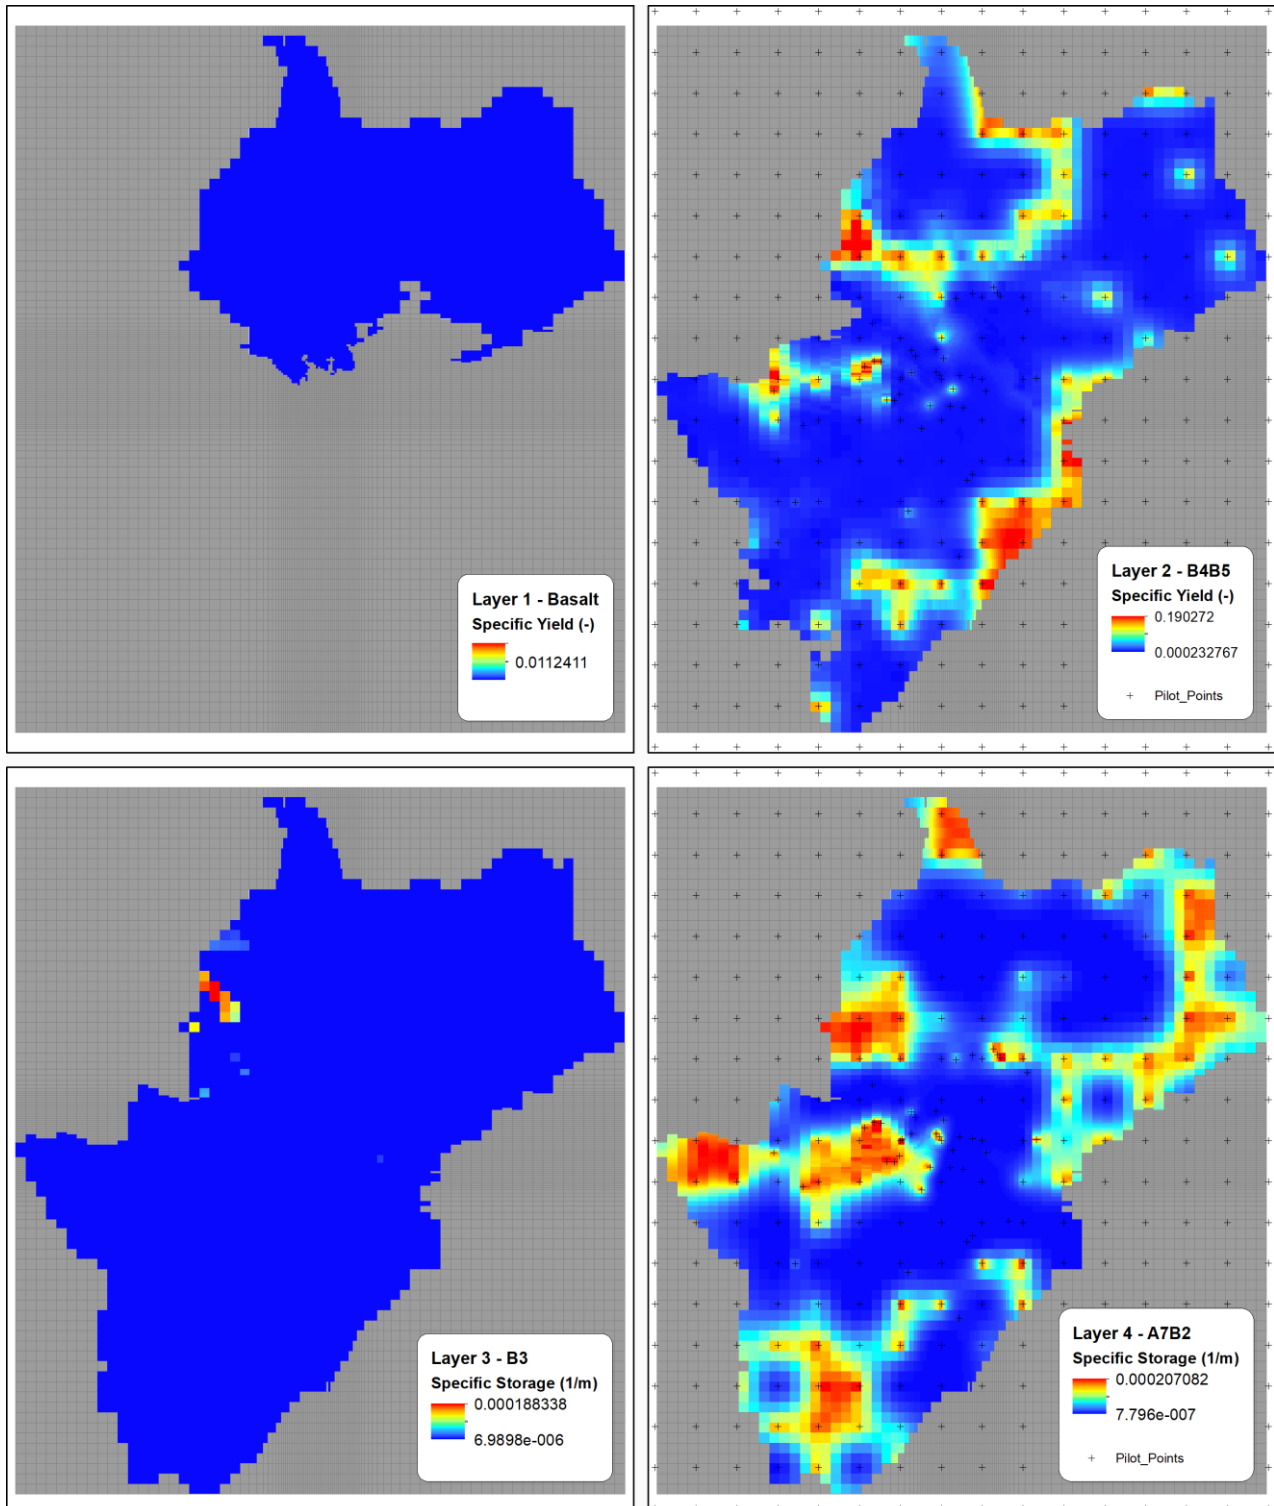 Layer 1 - Basalt
Specific Yield (-)
0.0112411
Layer 2 - B4B5
Specific Yield (-)
0.190272
0.000232767
Pilot_Points
Layer 3 - B3
Specific Storage (1/m)
0.000188338
6.9898e-006
Layer 4 - A7B2
Specific Storage (1/m)
0.000207082
7.796e-007
Pilot_Points